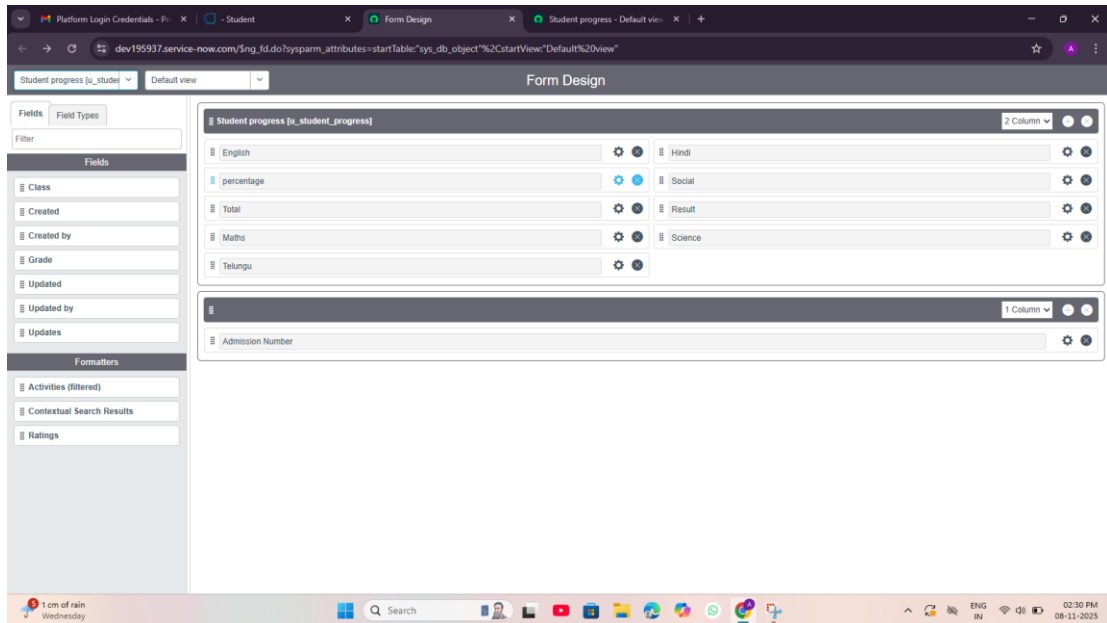 Platform Login Credentials - Pr
- Student
Form Design
Student progress - Default view
dev195937.service-now.com/$ng_fd.do?sysparm_attributes=startTable:"sys_db_object"%2CstartView:"Default%20view"
A
Student progress [u_studen
Default view
Form Design
Fields
Field Types
Filter
Fields
Class
Created
Created by
Grade
Updated
Updated by
Updates
Formatters
Activities (filtered)
Contextual Search Results
Ratings
Student progress [u_student_progress]
2 Column
English
Hindi
percentage
Social
Total
Result
Maths
Science
Telungu
1 Column
Admission Number
5
1 cm of rain
Wednesday
Search
ENG
IN
02:30 PM
08-11-2025